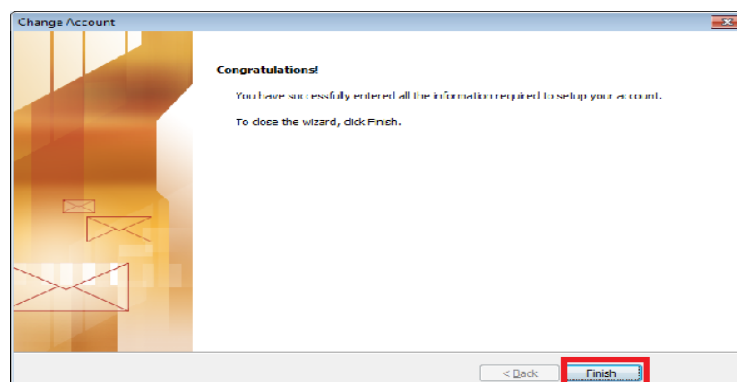 Change Account
Congratulations!
You have successfully entered all the information required to setup your account.
To close the wizard, click Finish.
< Back
Finish